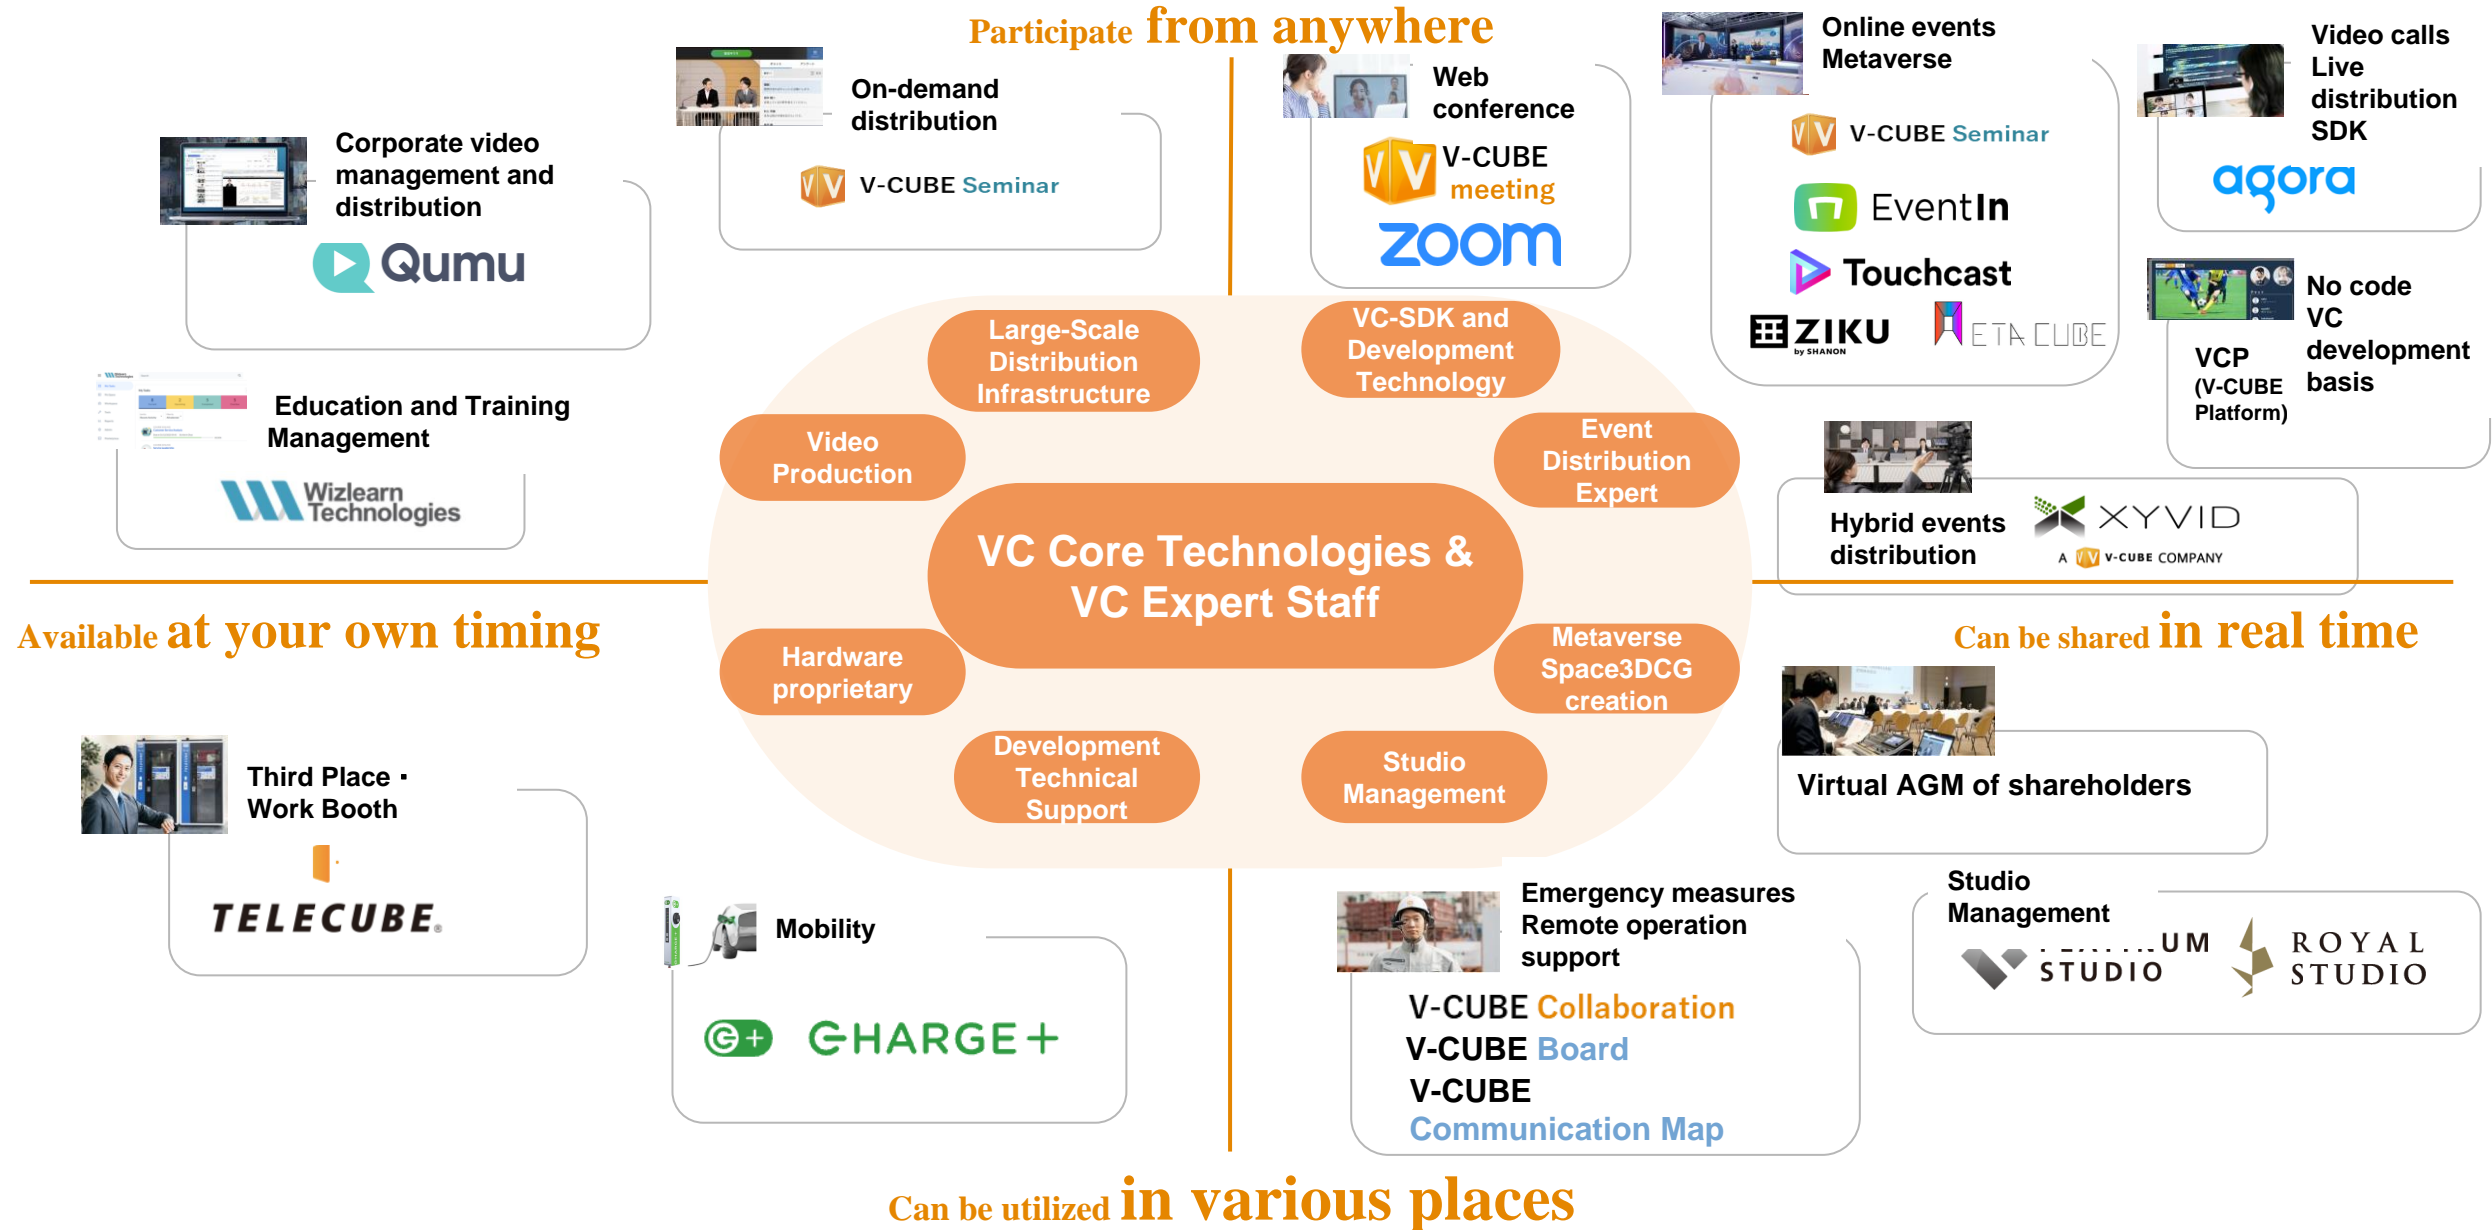 Participate from anywhere
Corporate video
management and
distribution
Qumu
On-demand
distribution
V-CUBE Seminar
Web
conference
V-CUBE
meeting
zoom
Online events
Metaverse
V-CUBE Seminar
EventIn
Touchcast
ZIKU
by SHANON
META CUBE
Video calls
Live
distribution
SDK
agora
No code
VC
development
basis
VCP
(V-CUBE
Platform)
Education and Training
Management
Wizlearn
Technologies
Hybrid events
distribution
XYVID
A V-CUBE COMPANY
Large-Scale
Distribution
Infrastructure
VC-SDK and
Development
Technology
Video
Production
Event
Distribution
Expert
VC Core Technologies &
VC Expert Staff
Hardware
proprietary
Metaverse
Space3DCG
creation
Development
Technical
Support
Studio
Management
Available at your own timing
Can be shared in real time
Third Place・
Work Booth
TELECUBE®
Mobility
CHARGE+
Virtual AGM of shareholders
Emergency measures
Remote operation
support
V-CUBE Collaboration
V-CUBE Board
V-CUBE
Communication Map
Studio
Management
STUDIO
ROYAL
STUDIO
Can be utilized in various places